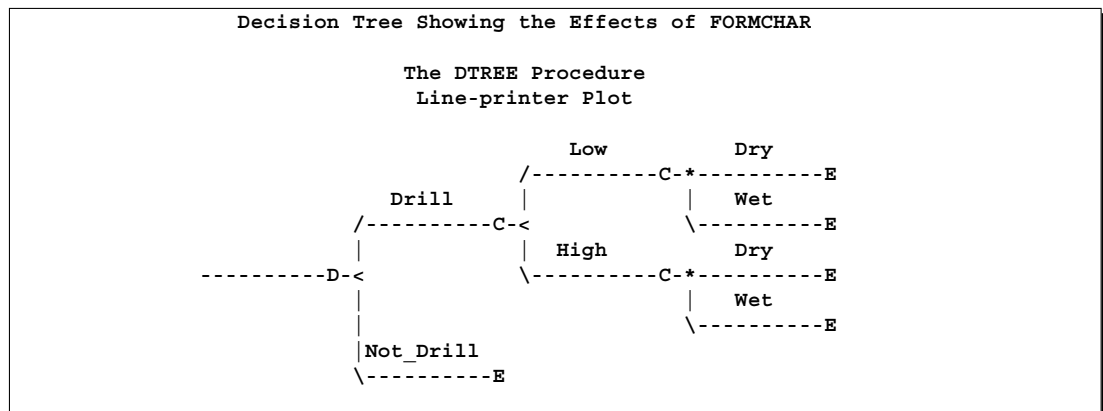 Decision Tree Showing the Effects of FORMCHAR
The DTREE Procedure
Line-printer Plot
Low Dry
/----------C-*----------E
Drill | | Wet
/----------C-< \----------E
| | High Dry
----------D-< \----------C-*----------E
| | Wet
| \----------E
|Not_Drill
\----------E